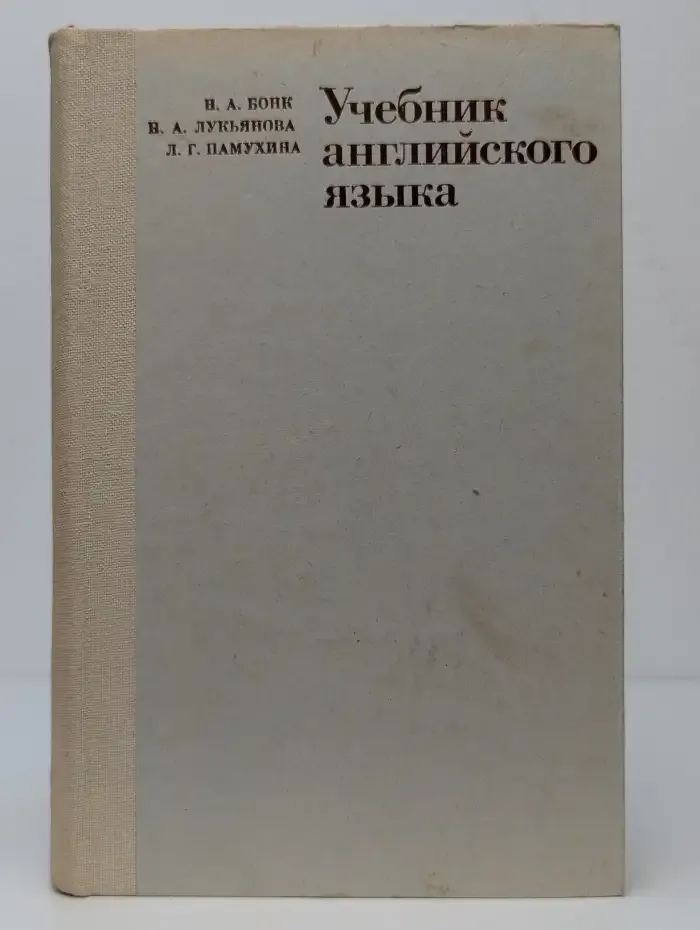 Н. А. БОНК
Н. А. ЛУКЬЯНОВА
Л. Г. ПАМУХИНА
Учебник
английского
языка